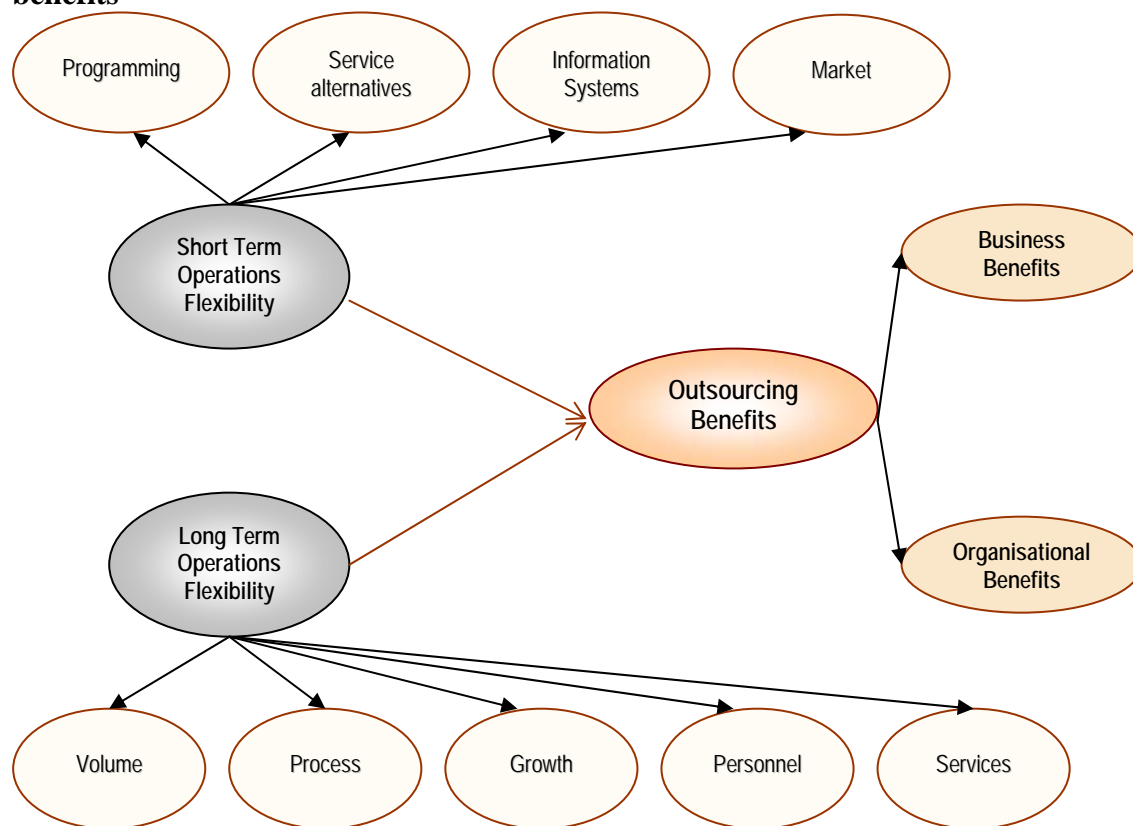 benefits
Programming
Service
alternatives
Information
Systems
Market
Short Term
Operations
Flexibility
Business
Benefits
Outsourcing
Benefits
Long Term
Operations
Flexibility
Organisational
Benefits
Volume
Process
Growth
Personnel
Services